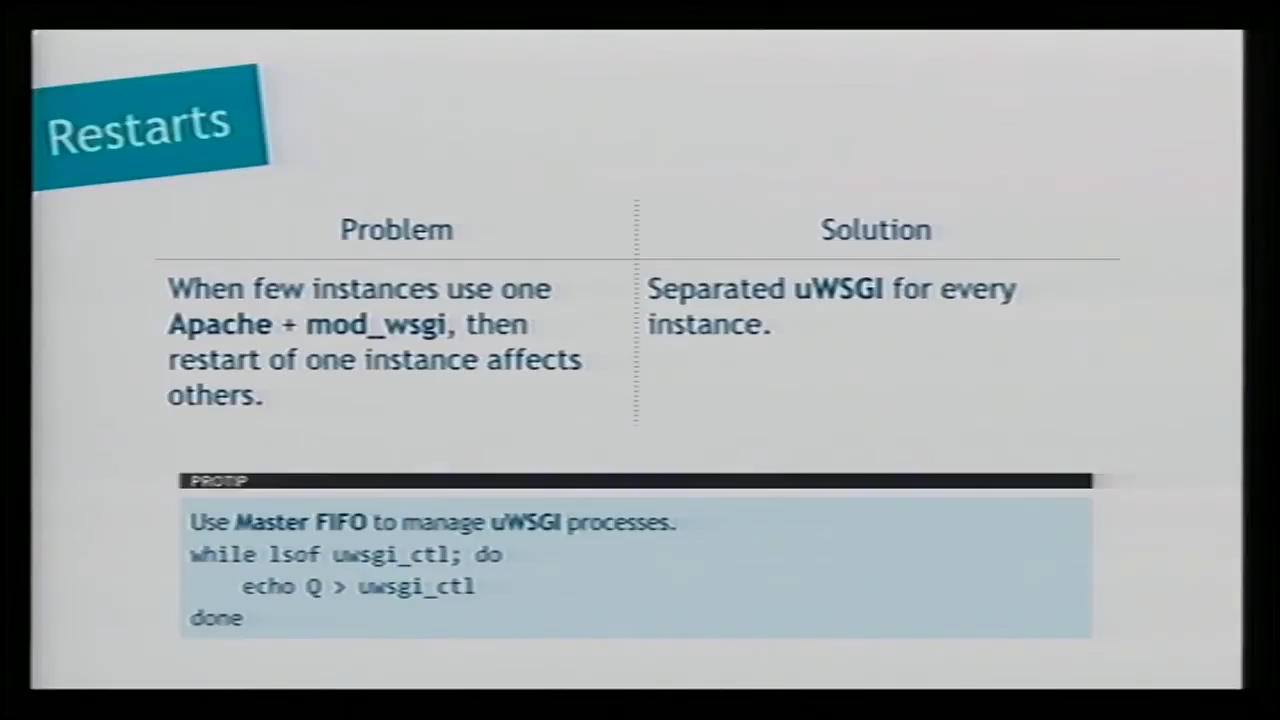 Restarts
Problem
Solution
When few instances use one
Apache + mod_wsgi, then
restart of one instance affects
others.
Separated uWSGI for every
instance.
PROTIP
Use Master FIFO to manage uWSGI processes.
while lsof uwsgi_ctl; do
    echo Q > uwsgi_ctl
done